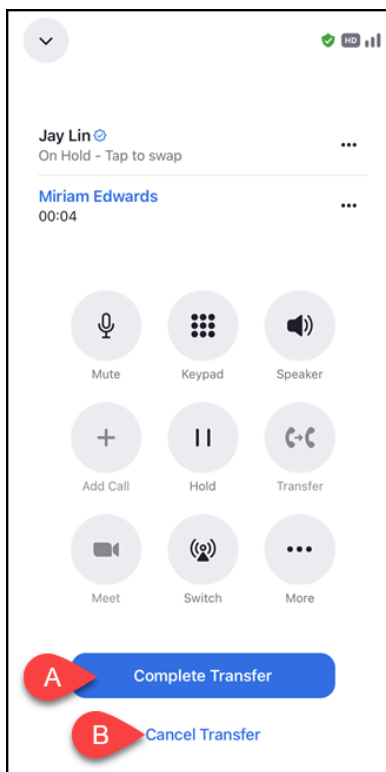 HD
Jay Lin
On Hold - Tap to swap
Miriam Edwards
00:04
Mute Keypad Speaker
Add Call Hold Transfer
Meet Switch More
A Complete Transfer
B Cancel Transfer